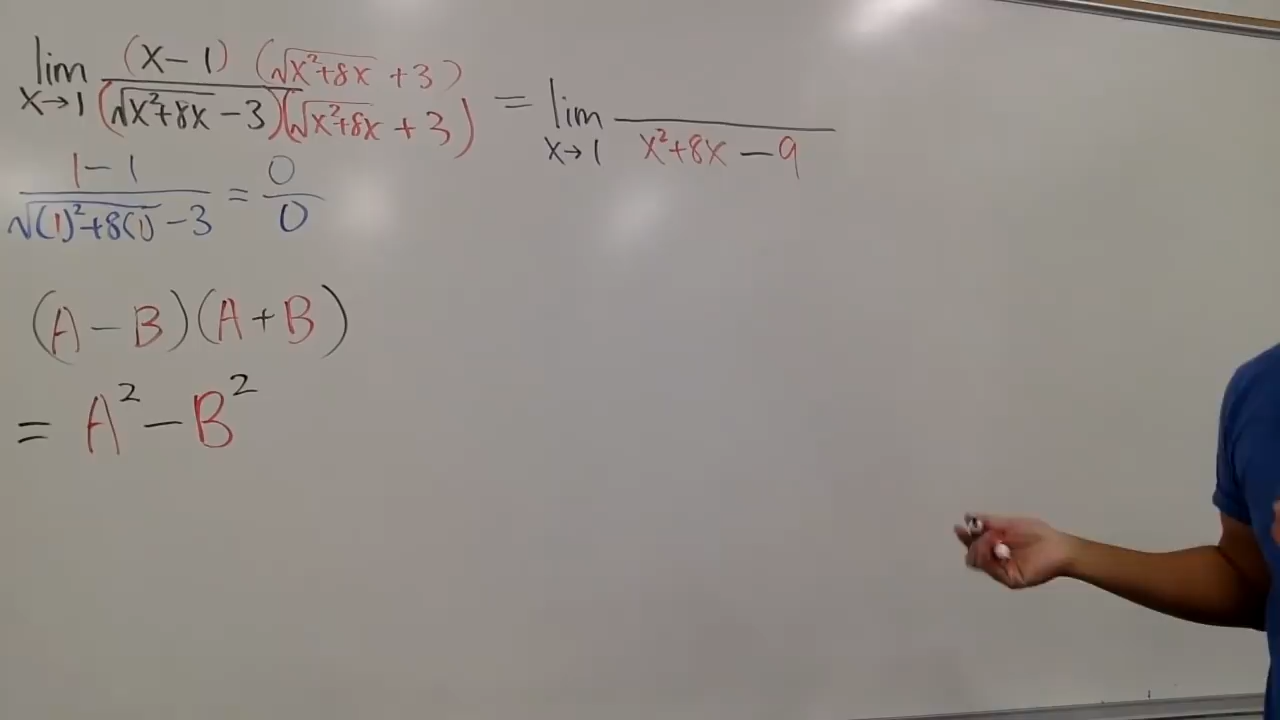 lim x→1 (x-1) (√x²+8x +3) / (√x²+8x -3)(√x²+8x +3) = lim x→1 / x²+8x -9
1-1 / √(1)²+8(1) -3 = 0/0
(A-B)(A+B)
= A²-B²